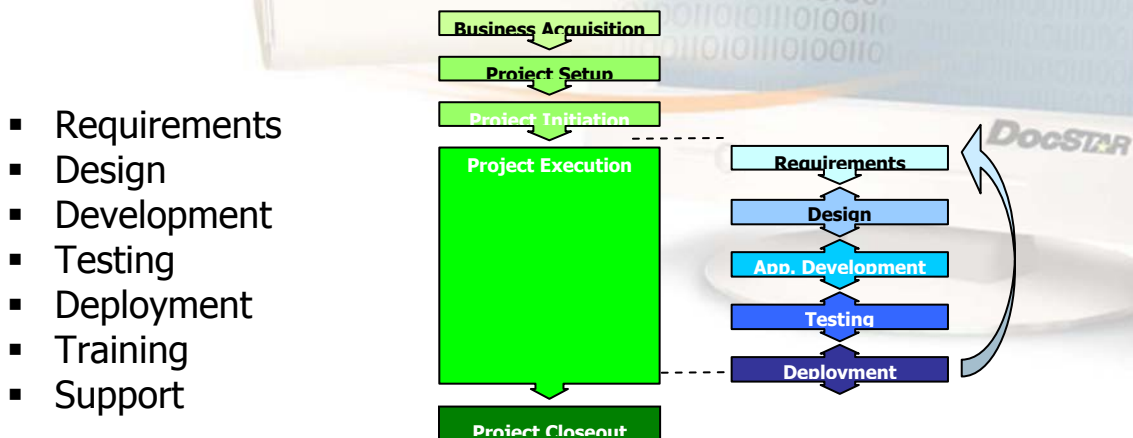 Requirements
Design
Development
Testing
Deployment
Training
Support
Business Acquisition
Project Setup
Project Initiation
Project Execution
Project Closeout
Requirements
Design
App. Development
Testing
Deployment
DocSTAR